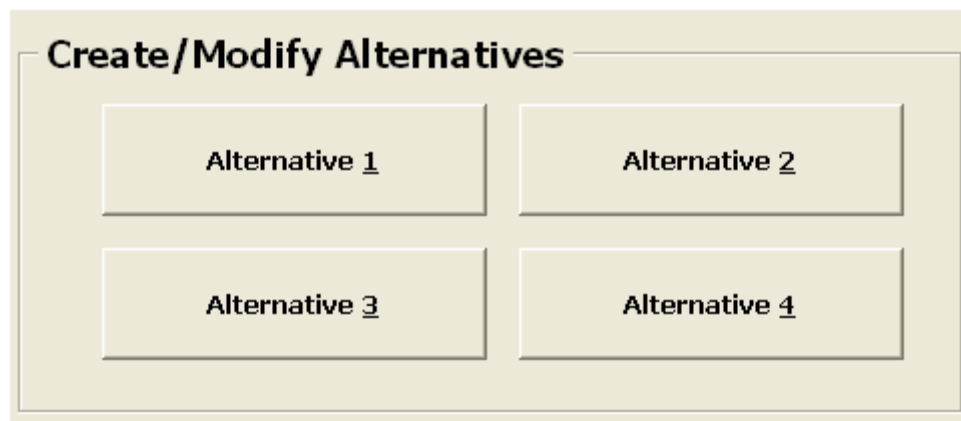 Create/Modify Alternatives
Alternative 1
Alternative 2
Alternative 3
Alternative 4